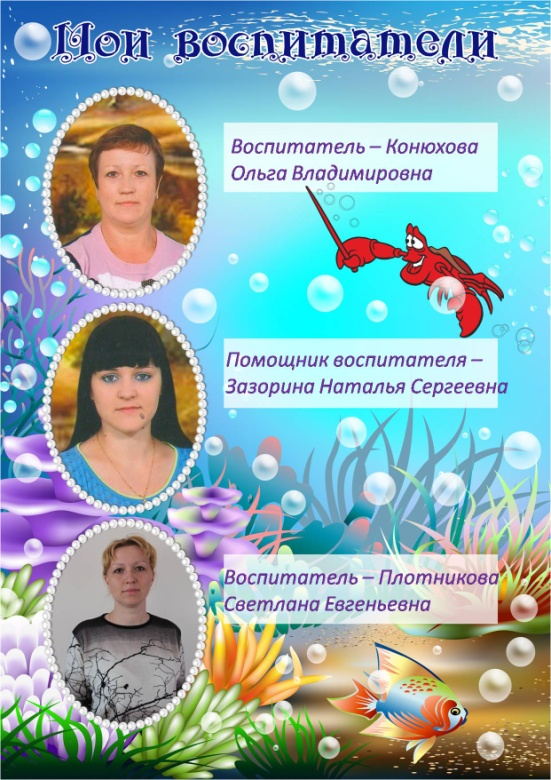 Мои воспитатели
Воспитатель – Конюхова
Ольга Владимировна
Помощник воспитателя –
Зазорина Наталья Сергеевна
Воспитатель – Плотникова
Светлана Евгеньевна